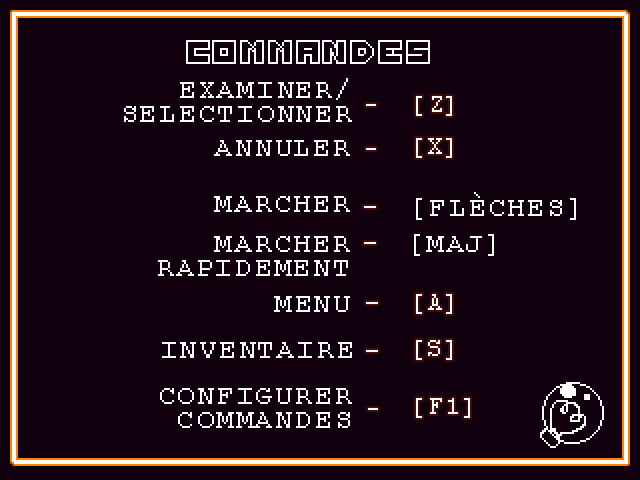 COMMANDES
EXAMINER/
SELECTIONNER - [Z]
ANNULER - [X]
MARCHER - [FLÈCHES]
MARCHER - [MAJ]
RAPIDEMENT
MENU - [A]
INVENTAIRE - [S]
CONFIGURER
COMMANDES - [F1]